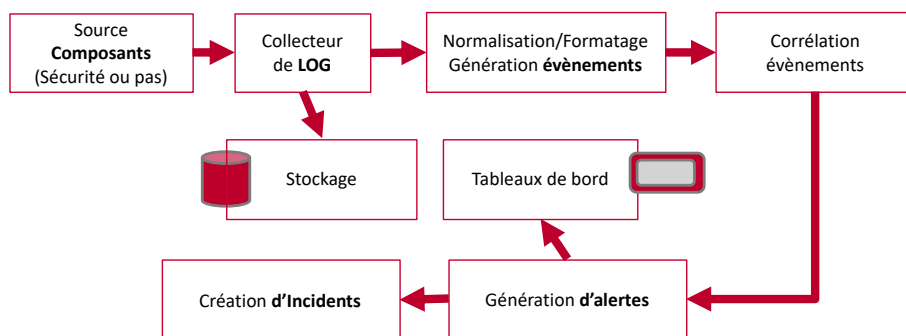 Source
Composants
(Sécurité ou pas)
Collecteur
de LOG
Normalisation/Formatage
Génération évènements
Corrélation
évènements
Stockage
Tableaux de bord
Création d'Incidents
Génération d'alertes